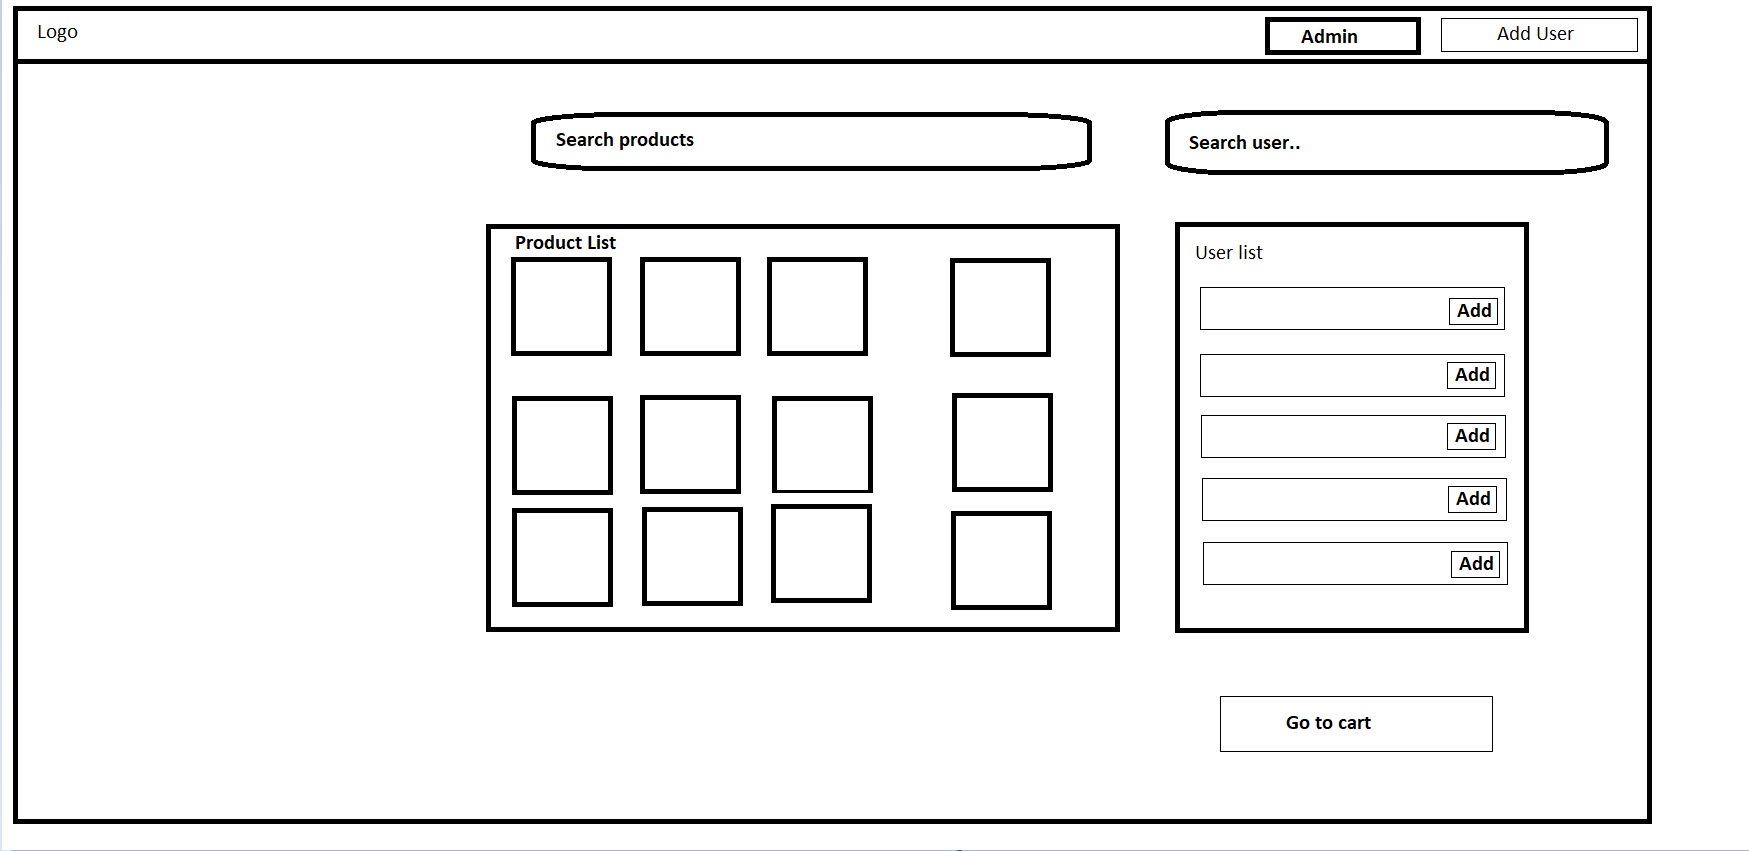 Logo
Admin
Add User
Search products
Search user..
Product List
User list
Add
Add
Add
Add
Add
Go to cart